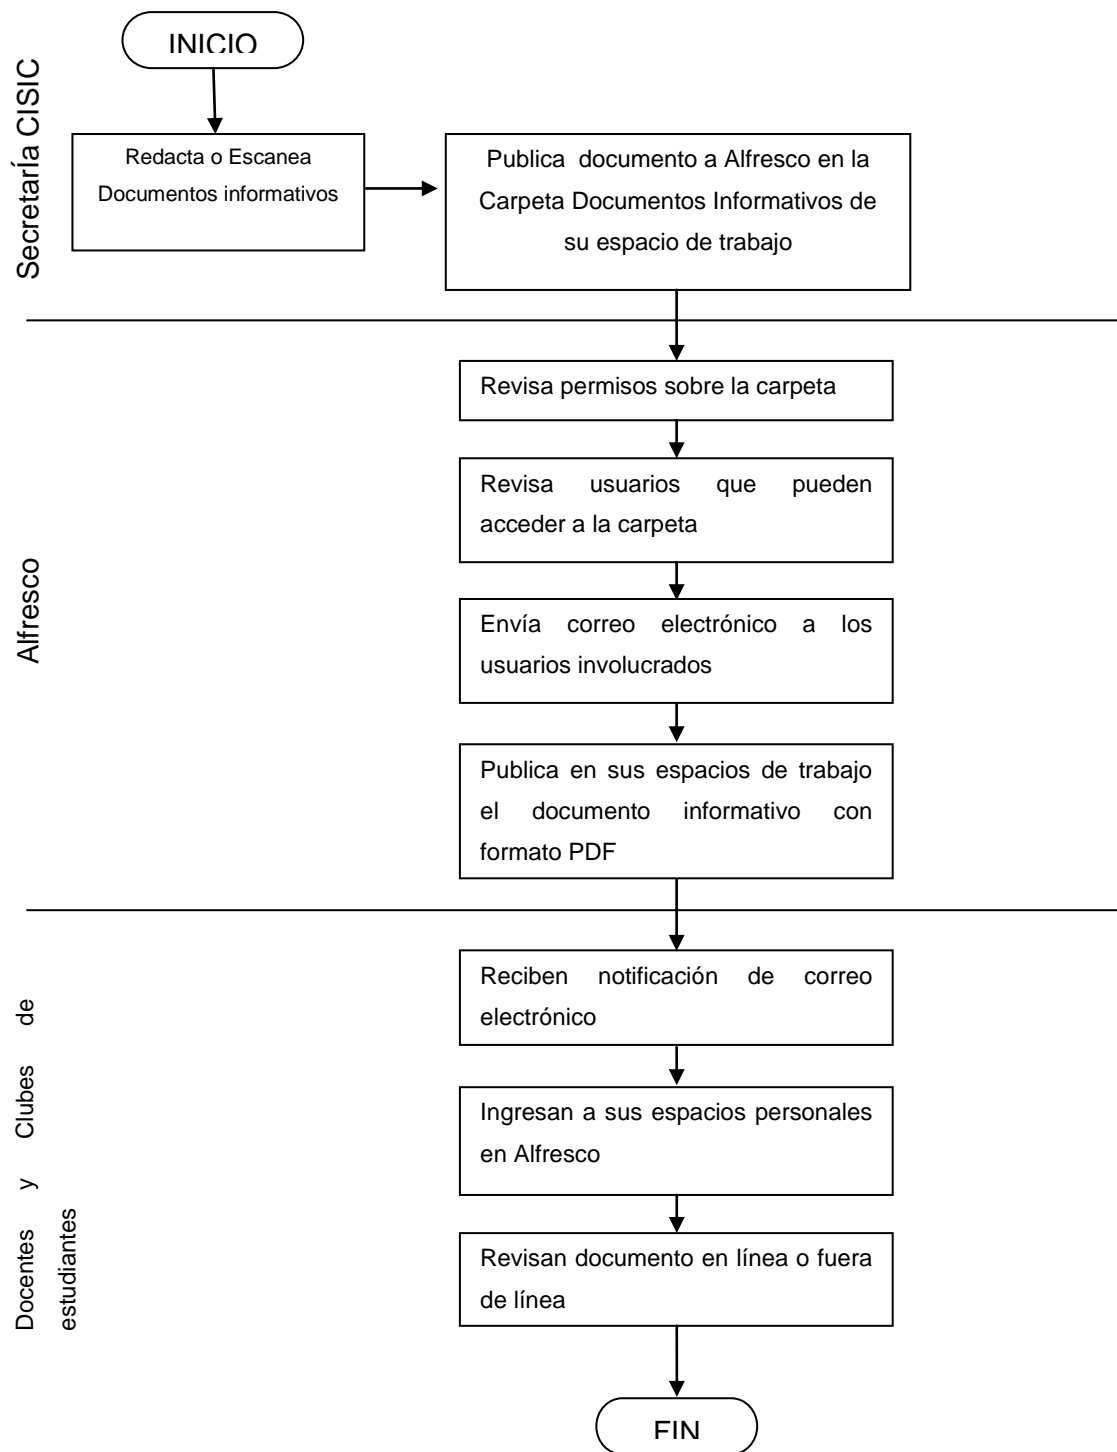 Secretaría CISIC
INICIO
Redacta o Escanea
Documentos informativos
Publica documento a Alfresco en la
Carpeta Documentos Informativos de
su espacio de trabajo
Alfresco
Revisa permisos sobre la carpeta
Revisa usuarios que pueden
acceder a la carpeta
Envía correo electrónico a los
usuarios involucrados
Publica en sus espacios de trabajo
el documento informativo con
formato PDF
Docentes y Clubes de
estudiantes
Reciben notificación de correo
electrónico
Ingresan a sus espacios personales
en Alfresco
Revisan documento en línea o fuera
de línea
FIN